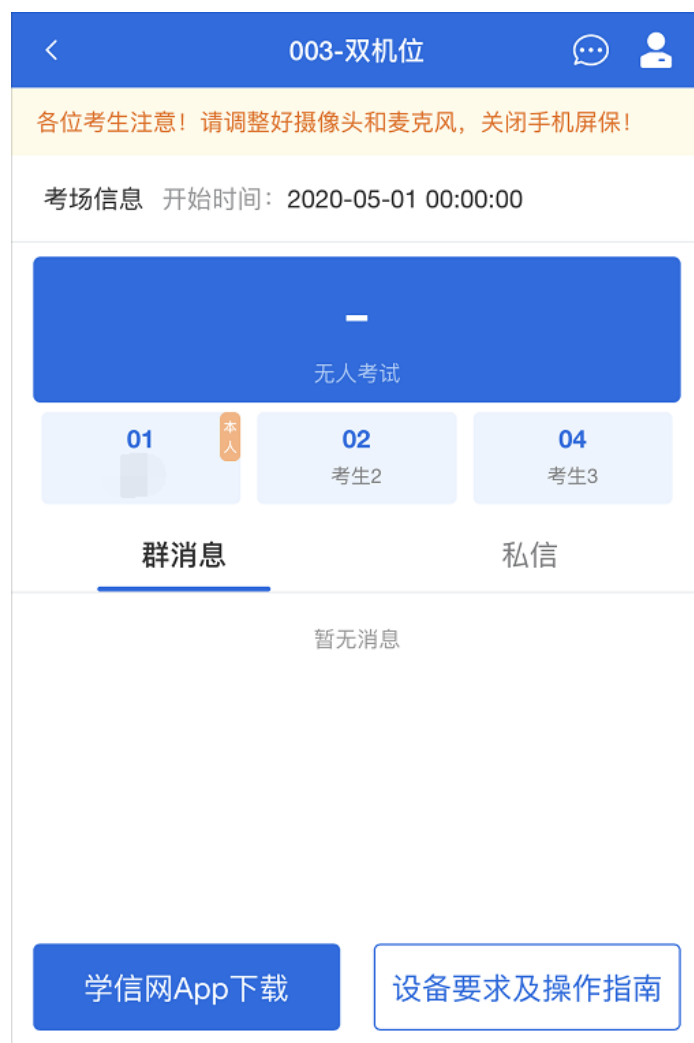 003-双机位
各位考生注意！请调整好摄像头和麦克风，关闭手机屏保！
考场信息 开始时间：2020-05-01 00:00:00
-
无人考试
01 本人
02
考生2
04
考生3
群消息 私信
暂无消息
学信网App下载 设备要求及操作指南